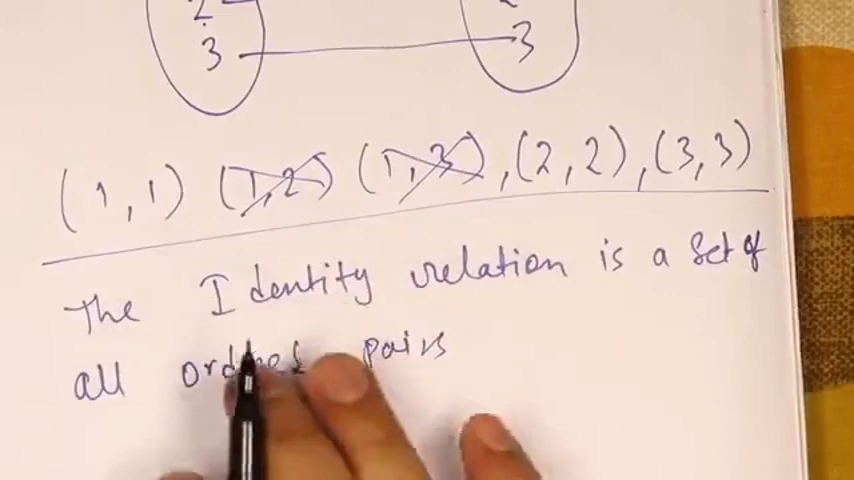 2 2
3 3
(1,1) (1,2) (1,3), (2,2), (3,3)
The Identity relation is a set of
all pairs